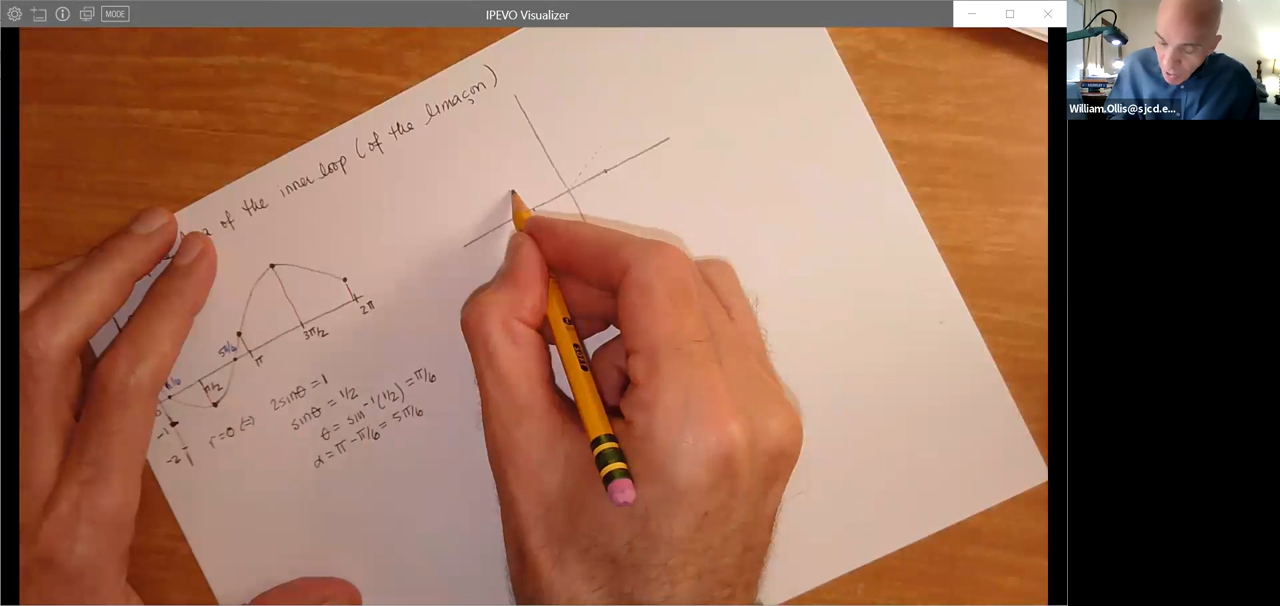 MODE
IPEVO Visualizer
William.Ollis@sjcd.e...
of the inner loop (of the limaçon)
2π
3π/2
π
5π/6
π/2
-1
-2
r=0 ⇔ 2sinθ=1
sinθ=1/2
θ=sin⁻¹(1/2)=π/6
α=π-π/6=5π/6